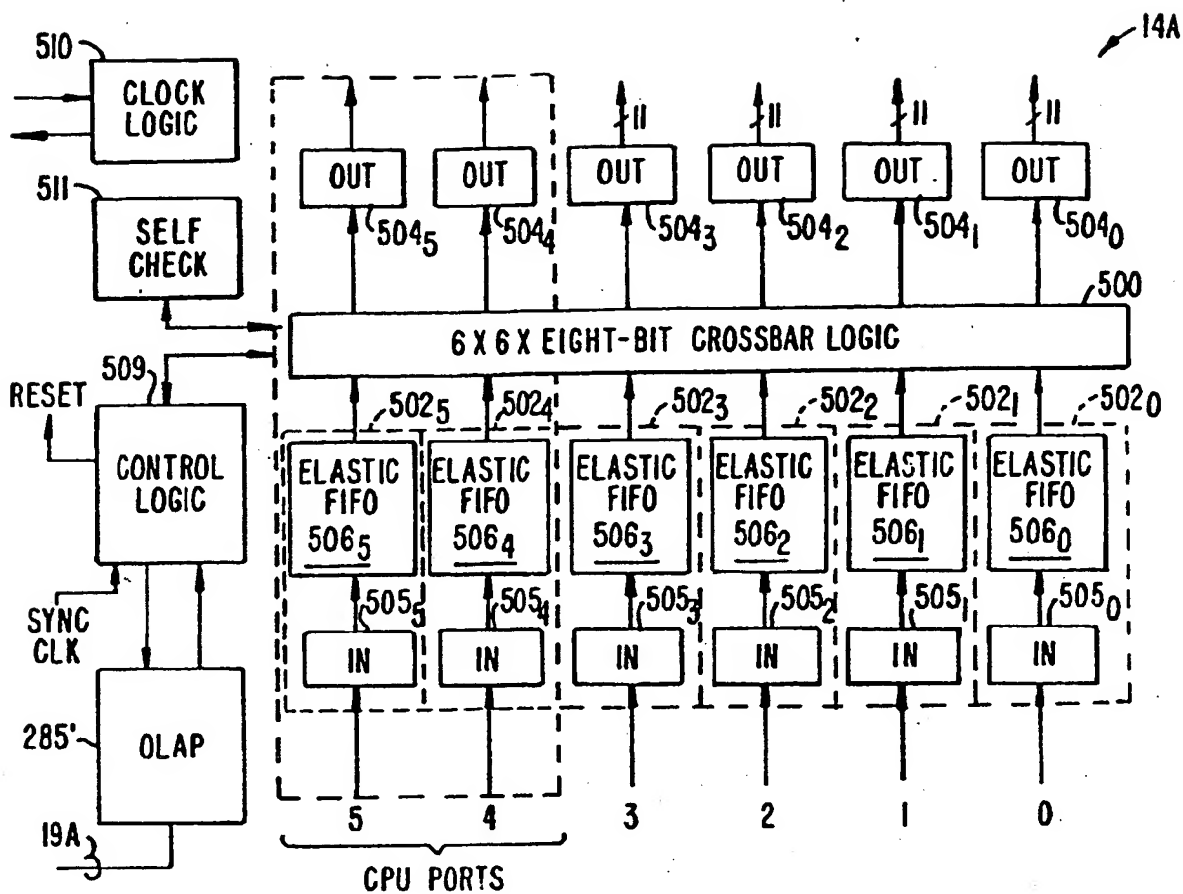 14A
510
CLOCK
LOGIC
11 11 11 11
OUT OUT OUT OUT OUT OUT
504₅ 504₄ 504₃ 504₂ 504₁ 504₀
511
SELF
CHECK
500
6 X 6 X EIGHT-BIT CROSSBAR LOGIC
509
RESET
502₅ 502₄ 502₃ 502₂ 502₁ 502₀
CONTROL
LOGIC
ELASTIC ELASTIC ELASTIC ELASTIC ELASTIC ELASTIC
FIFO FIFO FIFO FIFO FIFO FIFO
506₅ 506₄ 506₃ 506₂ 506₁ 506₀
SYNC
CLK
505₅ 505₄ 505₃ 505₂ 505₁ 505₀
IN IN IN IN IN IN
285'
OLAP
19A
5 4 3 2 1 0
CPU PORTS